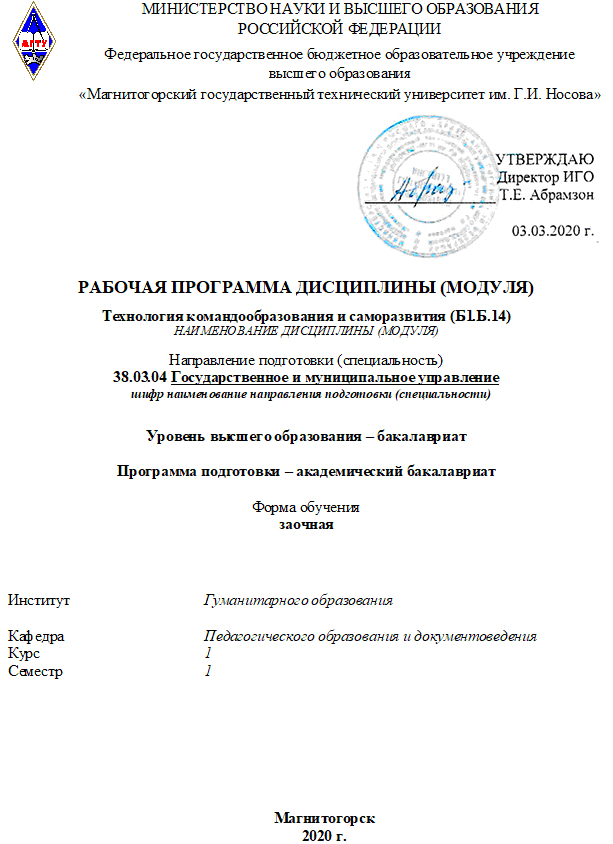 МИНИСТЕРСТВО НАУКИ И ВЫСШЕГО ОБРАЗОВАНИЯ
РОССИЙСКОЙ ФЕДЕРАЦИИ
Федеральное государственное бюджетное образовательное учреждение
высшего образования
«Магнитогорский государственный технический университет им. Г.И. Носова»
МГТУ
УТВЕРЖДАЮ
Директор ИГО
Т.Е. Абрамзон
03.03.2020 г.
РАБОЧАЯ ПРОГРАММА ДИСЦИПЛИНЫ (МОДУЛЯ)
Технология командообразования и саморазвития (Б1.Б.14)
НАИМЕНОВАНИЕ ДИСЦИПЛИНЫ (МОДУЛЯ)
Направление подготовки (специальность)
38.03.04 Государственное и муниципальное управление
шифр наименование направления подготовки (специальности)
Уровень высшего образования – бакалавриат
Программа подготовки – академический бакалавриат
Форма обучения
заочная
Институт Гуманитарного образования
Кафедра Педагогического образования и документоведения
Курс 1
Семестр 1
Магнитогорск
2020 г.